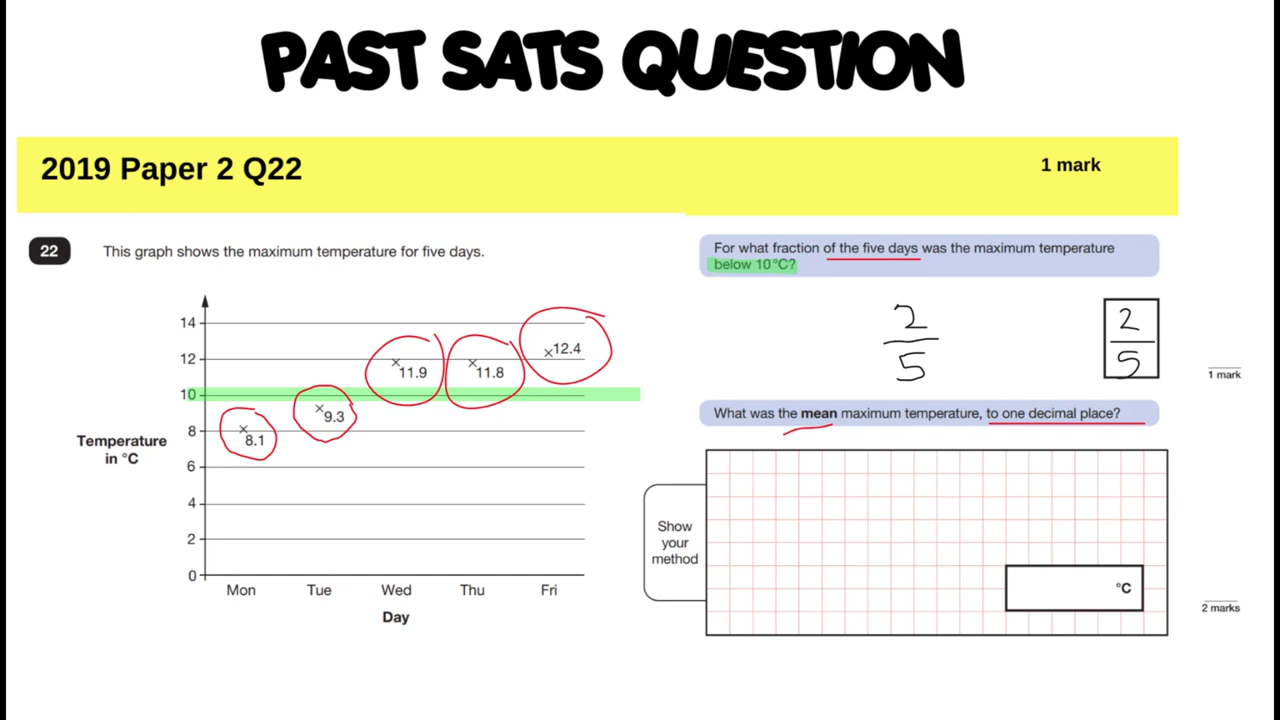 PAST SATS QUESTION
2019 Paper 2 Q22
1 mark
22
This graph shows the maximum temperature for five days.
14
12
10
8
6
4
2
0
12.4
11.9
11.8
9.3
8.1
Temperature
in °C
Mon
Tue
Wed
Thu
Fri
Day
For what fraction of the five days was the maximum temperature
below 10 °C?
2
5
2
5
1 mark
What was the mean maximum temperature, to one decimal place?
Show
your
method
°C
2 marks